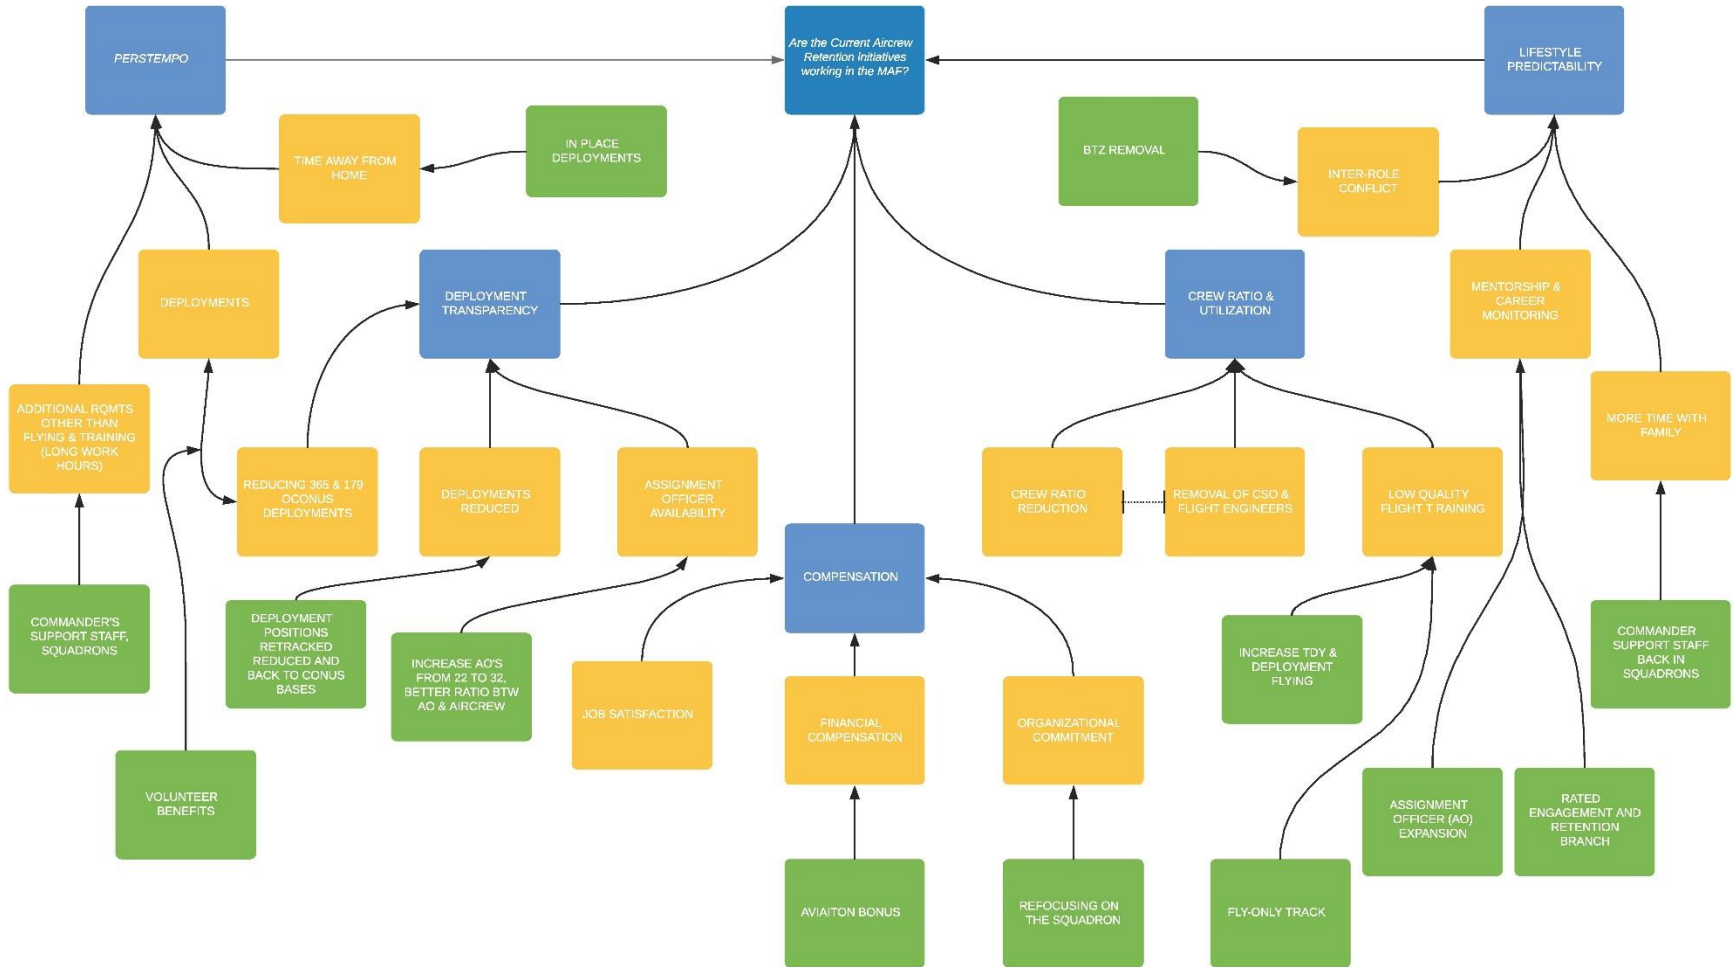 PERSTEMPO
Are the Current Aircrew
Retention Initiatives
working in the MAF?
LIFESTYLE
PREDICTABILITY
TIME AWAY FROM
HOME
IN PLACE
DEPLOYMENTS
BTZ REMOVAL
INTER-ROLE
CONFLICT
DEPLOYMENTS
DEPLOYMENT
TRANSPARENCY
CREW RATIO &
UTILIZATION
MENTORSHIP &
CAREER
MONITORING
ADDITIONAL RQMTS
OTHER THAN
FLYING & TRAINING
(LONG WORK
HOURS)
REDUCING 365 & 179
OCONUS
DEPLOYMENTS
DEPLOYMENTS
REDUCED
ASSIGNMENT
OFFICER
AVAILABILITY
CREW RATIO
REDUCTION
REMOVAL OF CSO &
FLIGHT ENGINEERS
LOW QUALITY
FLIGHT T RAINING
MORE TIME WITH
FAMILY
COMPENSATION
COMMANDER'S
SUPPORT STAFF,
SQUADRONS
DEPLOYMENT
POSITIONS
RETRACKED
REDUCED AND
BACK TO CONUS
BASES
INCREASE AO'S
FROM 22 TO 32,
BETTER RATIO BTW
AO & AIRCREW
JOB SATISFACTION
FINANCIAL
COMPENSATION
ORGANIZATIONAL
COMMITMENT
INCREASE TDY &
DEPLOYMENT
FLYING
COMMANDER
SUPPORT STAFF
BACK IN
SQUADRONS
VOLUNTEER
BENEFITS
ASSIGNMENT
OFFICER (AO)
EXPANSION
RATED
ENGAGEMENT AND
RETENTION
BRANCH
AVIAITON BONUS
REFOCUSING ON
THE SQUADRON
FLY-ONLY TRACK